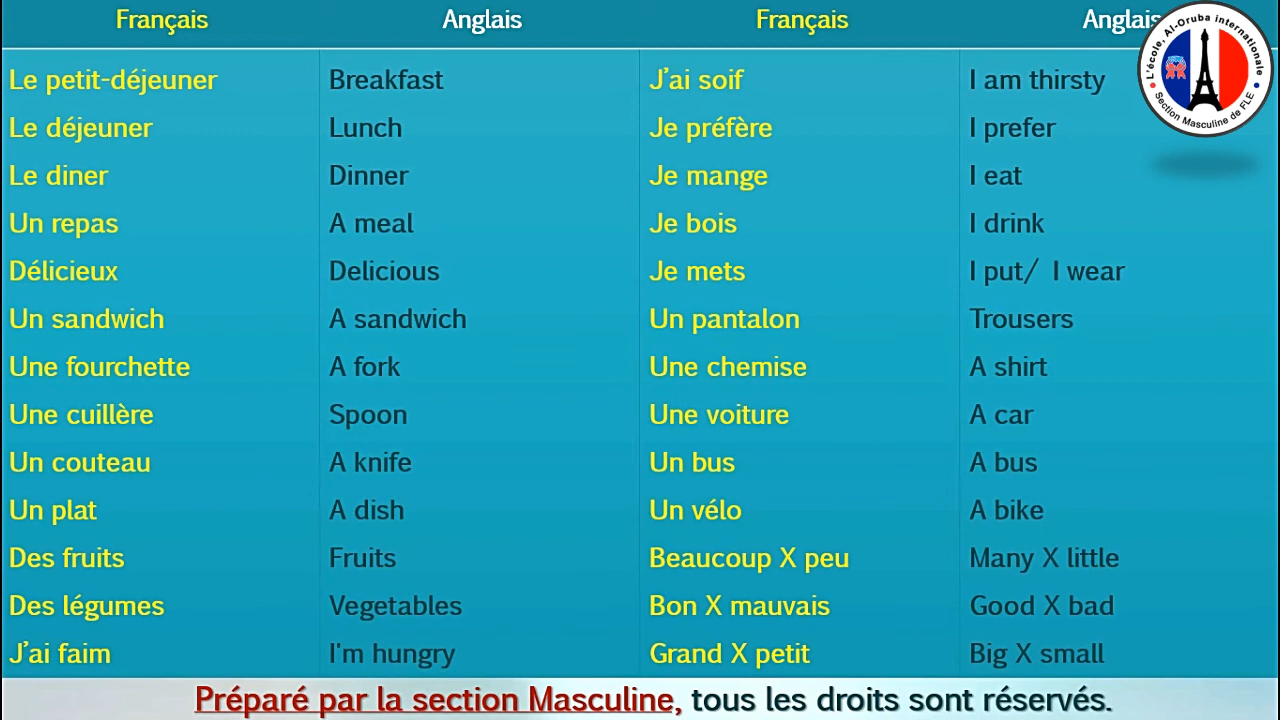 Français Anglais Français Anglais
Le petit-déjeuner Breakfast J'ai soif I am thirsty
Le déjeuner Lunch Je préfère I prefer
Le diner Dinner Je mange I eat
Un repas A meal Je bois I drink
Délicieux Delicious Je mets I put/ I wear
Un sandwich A sandwich Un pantalon Trousers
Une fourchette A fork Une chemise A shirt
Une cuillère Spoon Une voiture A car
Un couteau A knife Un bus A bus
Un plat A dish Un vélo A bike
Des fruits Fruits Beaucoup X peu Many X little
Des légumes Vegetables Bon X mauvais Good X bad
J'ai faim I'm hungry Grand X petit Big X small
Préparé par la section Masculine, tous les droits sont réservés.
L'école, Al-Oruba internationale
Section Masculine de FLE